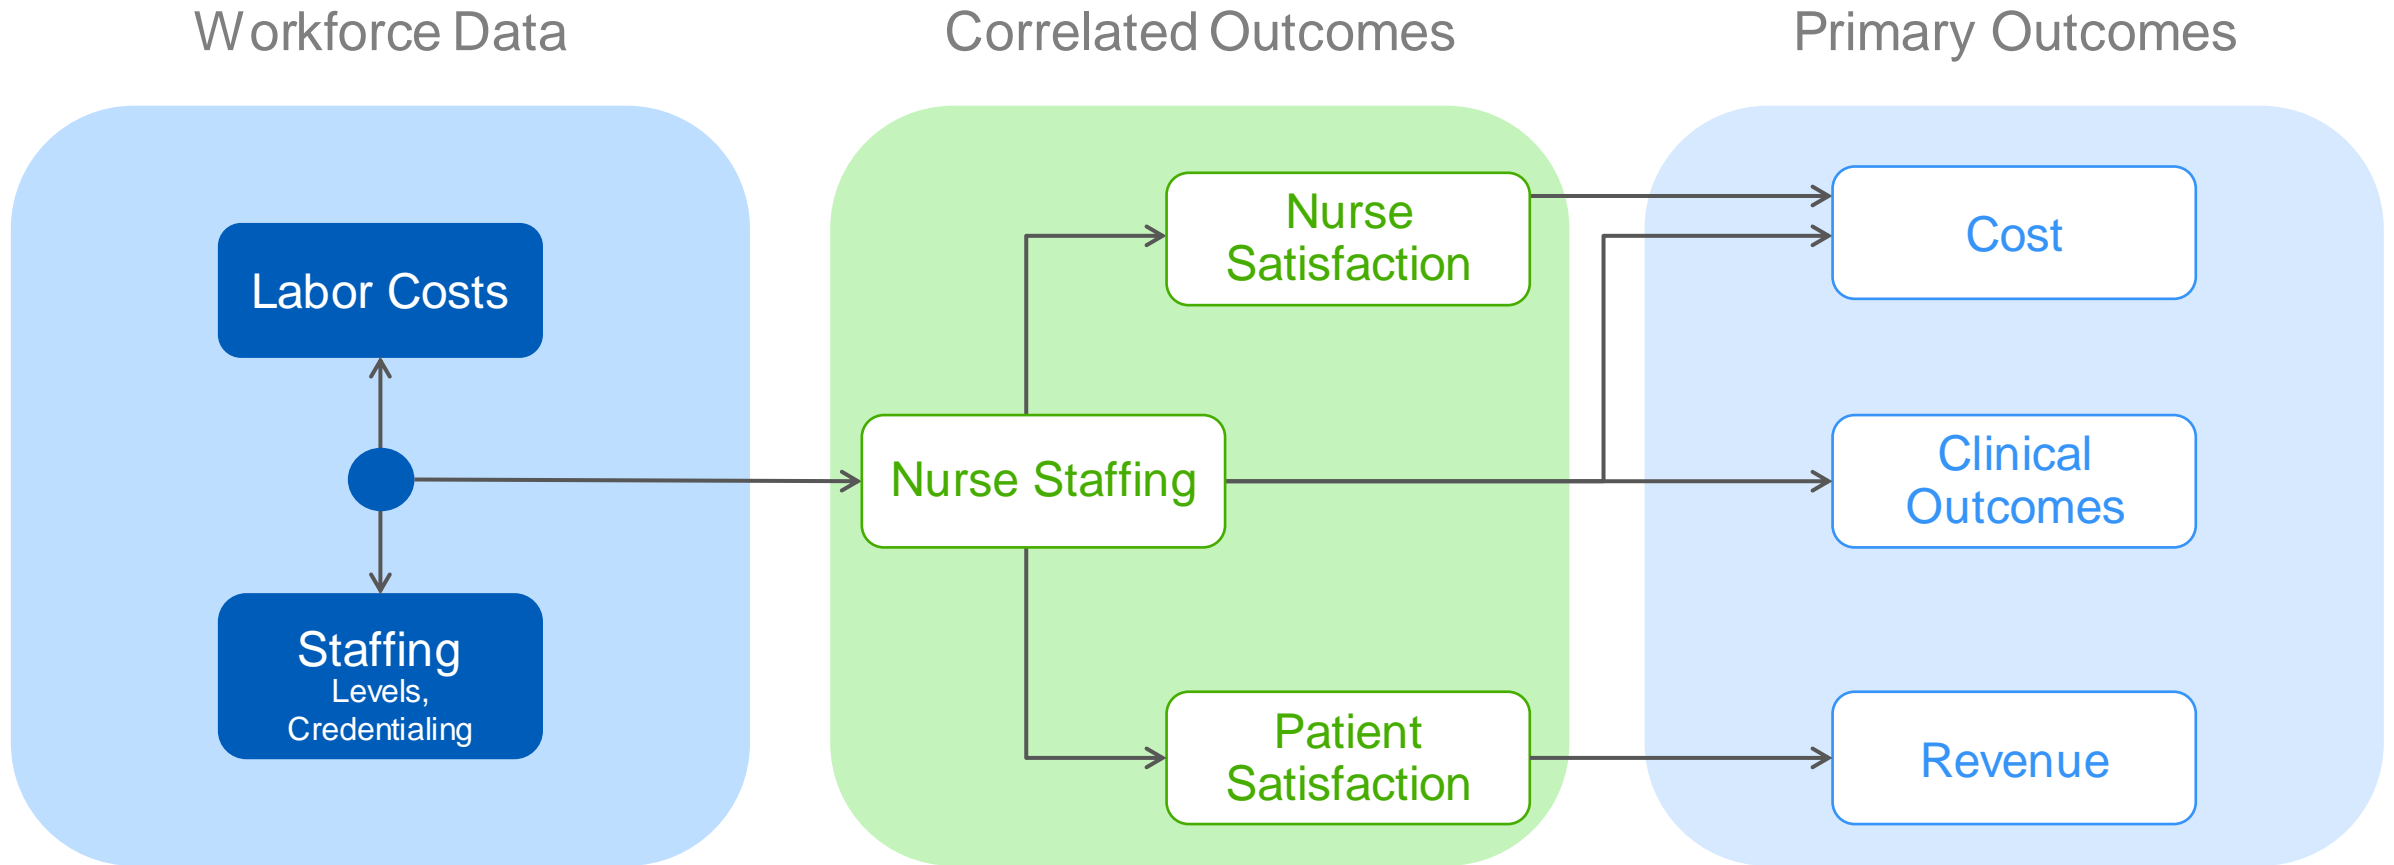 Workforce Data
Correlated Outcomes
Primary Outcomes
Labor Costs
Staffing
Levels,
Credentialing
Nurse Staffing
Nurse
Satisfaction
Patient
Satisfaction
Cost
Clinical
Outcomes
Revenue